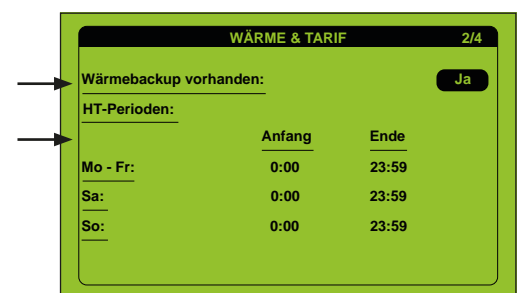 WÄRME & TARIF 2/4
Wärmebackup vorhanden: Ja
HT-Perioden:
Anfang Ende
Mo - Fr: 0:00 23:59
Sa: 0:00 23:59
So: 0:00 23:59